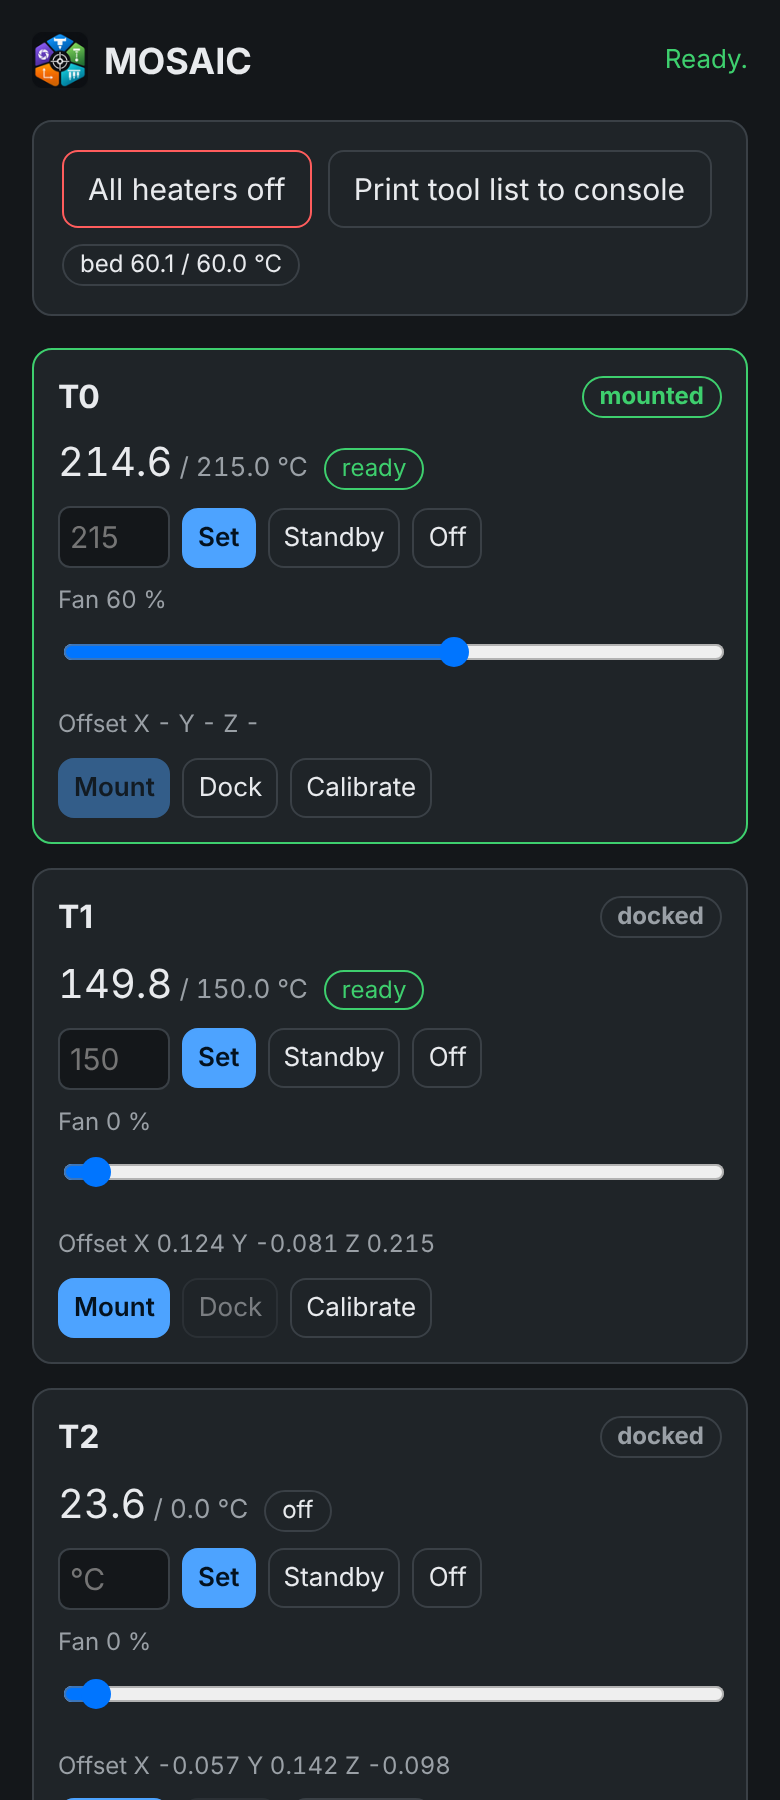 MOSAIC
Ready.
All heaters off
Print tool list to console
bed 60.1 / 60.0 °C
T0
mounted
214.6 / 215.0 °C ready
215 Set Standby Off
Fan 60 %
Offset X - Y - Z -
Mount Dock Calibrate
T1
docked
149.8 / 150.0 °C ready
150 Set Standby Off
Fan 0 %
Offset X 0.124 Y -0.081 Z 0.215
Mount Dock Calibrate
T2
docked
23.6 / 0.0 °C off
°C Set Standby Off
Fan 0 %
Offset X -0.057 Y 0.142 Z -0.098